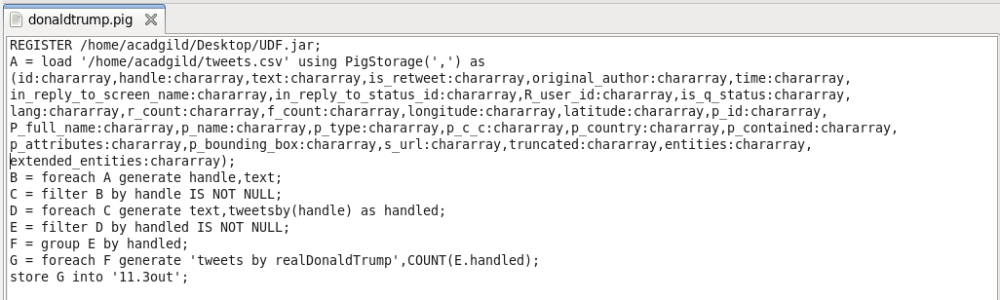 donaldtrump.pig
REGISTER /home/acadgild/Desktop/UDF.jar;
A = load '/home/acadgild/tweets.csv' using PigStorage(',') as
(id:chararray,handle:chararray,text:chararray,is_retweet:chararray,original_author:chararray,time:chararray,
in_reply_to_screen_name:chararray,in_reply_to_status_id:chararray,R_user_id:chararray,is_q_status:chararray,
lang:chararray,r_count:chararray,f_count:chararray,longitude:chararray,latitude:chararray,p_id:chararray,
P_full_name:chararray,p_name:chararray,p_type:chararray,p_c_c:chararray,p_country:chararray,p_contained:chararray,
p_attributes:chararray,p_bounding_box:chararray,s_url:chararray,truncated:chararray,entities:chararray,
extended_entities:chararray);
B = foreach A generate handle,text;
C = filter B by handle IS NOT NULL;
D = foreach C generate text,tweetsby(handle) as handled;
E = filter D by handled IS NOT NULL;
F = group E by handled;
G = foreach F generate 'tweets by realDonaldTrump',COUNT(E.handled);
store G into '11.3out';